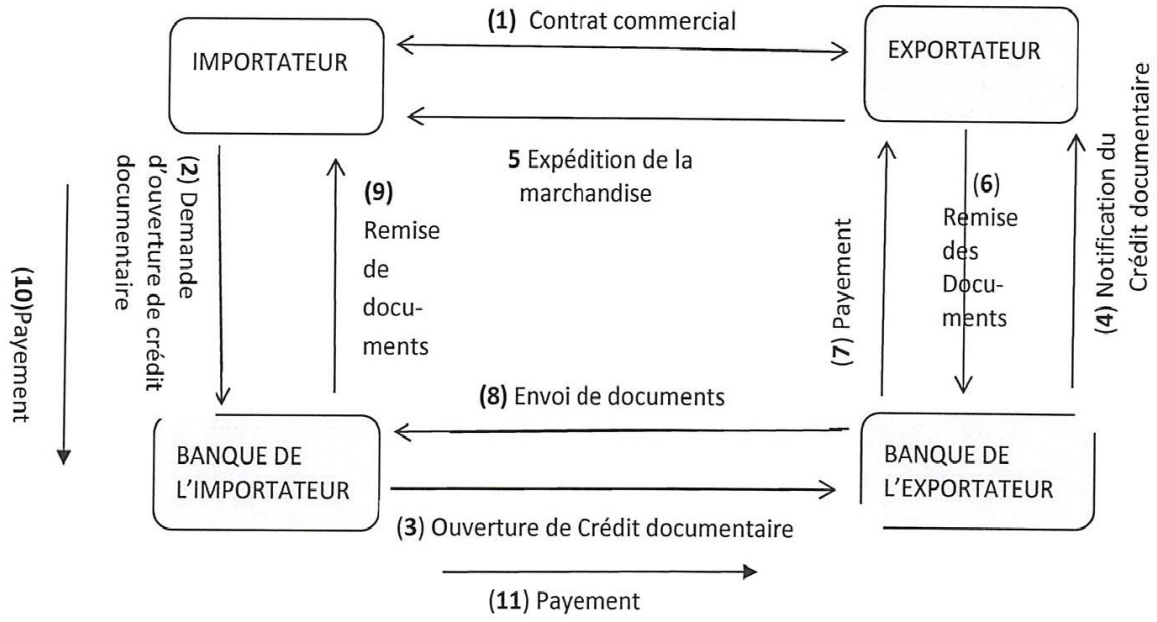 (1) Contrat commercial
IMPORTATEUR
EXPORTATEUR
5 Expédition de la
marchandise
(2) Demande
d'ouverture de crédit
documentaire
(9)
Remise
de
docu-
ments
(7) Payement
(6)
Remise
des
Docu-
ments
(4) Notification du
Crédit documentaire
(10)Payement
(8) Envoi de documents
BANQUE DE
L'IMPORTATEUR
BANQUE DE
L'EXPORTATEUR
(3) Ouverture de Crédit documentaire
(11) Payement